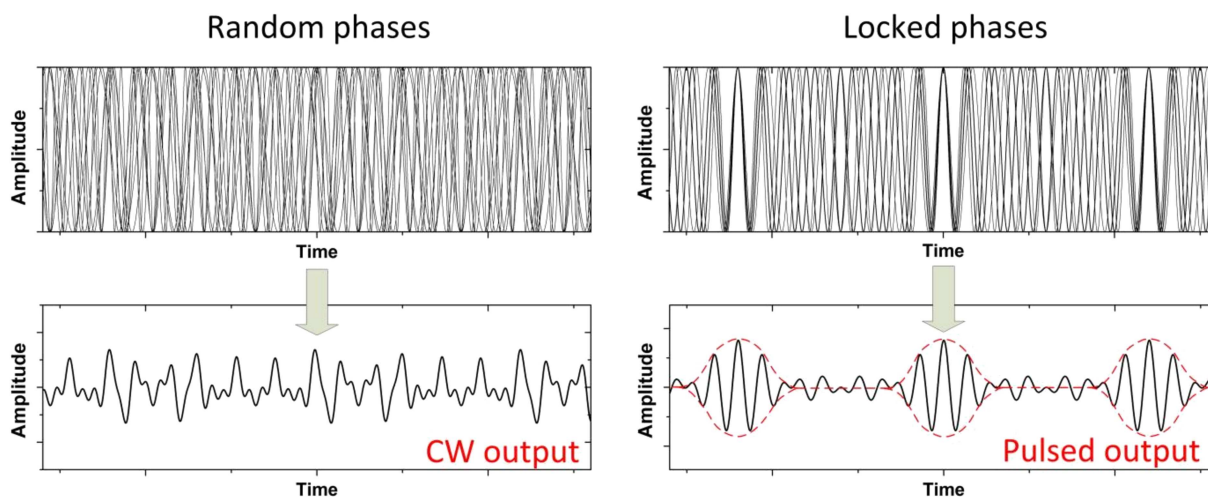 Random phases
Locked phases
Amplitude
Time
Amplitude
Time
Amplitude
CW output
Time
Amplitude
Pulsed output
Time